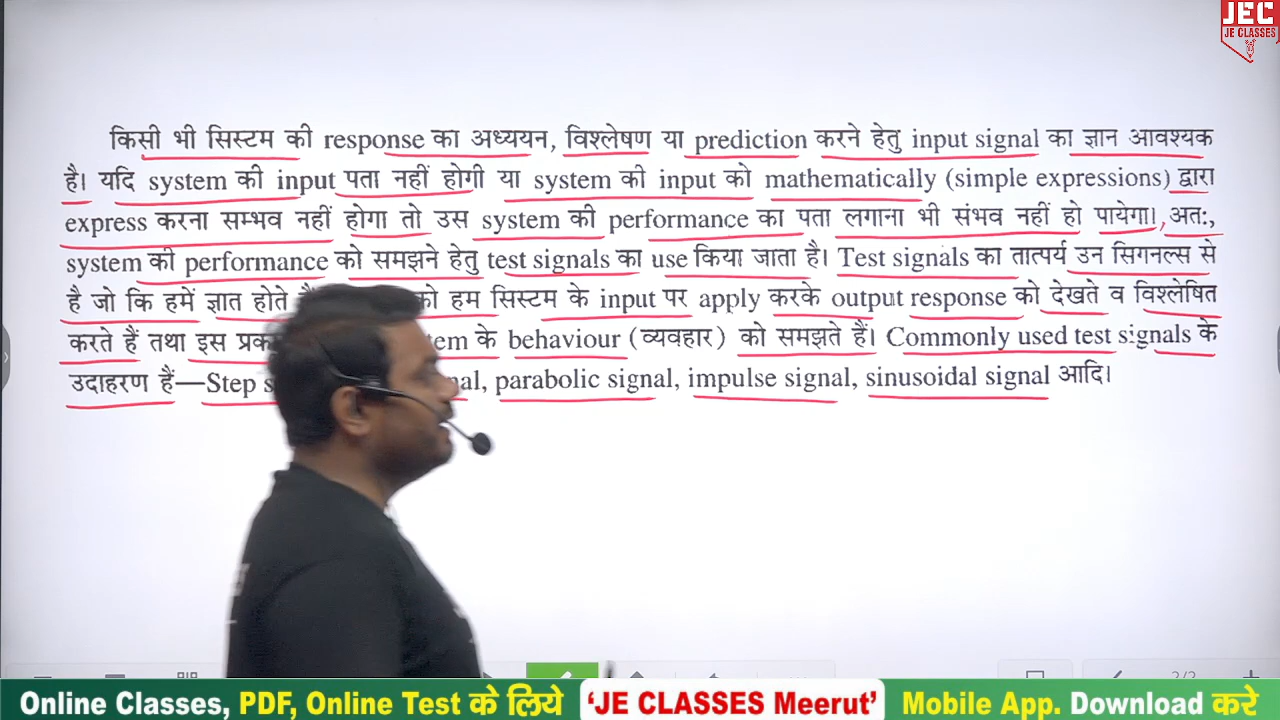 JEC
JE CLASSES
किसी भी सिस्टम की response का अध्ययन, विश्लेषण या prediction करने हेतु input signal का ज्ञान आवश्यक
है। यदि system की input पता नहीं होगी या system की input को mathematically (simple expressions) द्वारा
express करना सम्भव नहीं होगा तो उस system की performance का पता लगाना भी संभव नहीं हो पायेगा। अतः,
system की performance को समझने हेतु test signals का use किया जाता है। Test signals का तात्पर्य उन सिगनल्स से
है जो कि हमें ज्ञात होते को हम सिस्टम के input पर apply करके output response को देखते व विश्लेषित
करते हैं तथा इस के behaviour (व्यवहार) को समझते हैं। Commonly used test signals के
उदाहरण हैं—Step parabolic signal, impulse signal, sinusoidal signal आदि।
2/2
Online Classes, PDF, Online Test के लिये 'JE CLASSES Meerut' Mobile App. Download करे